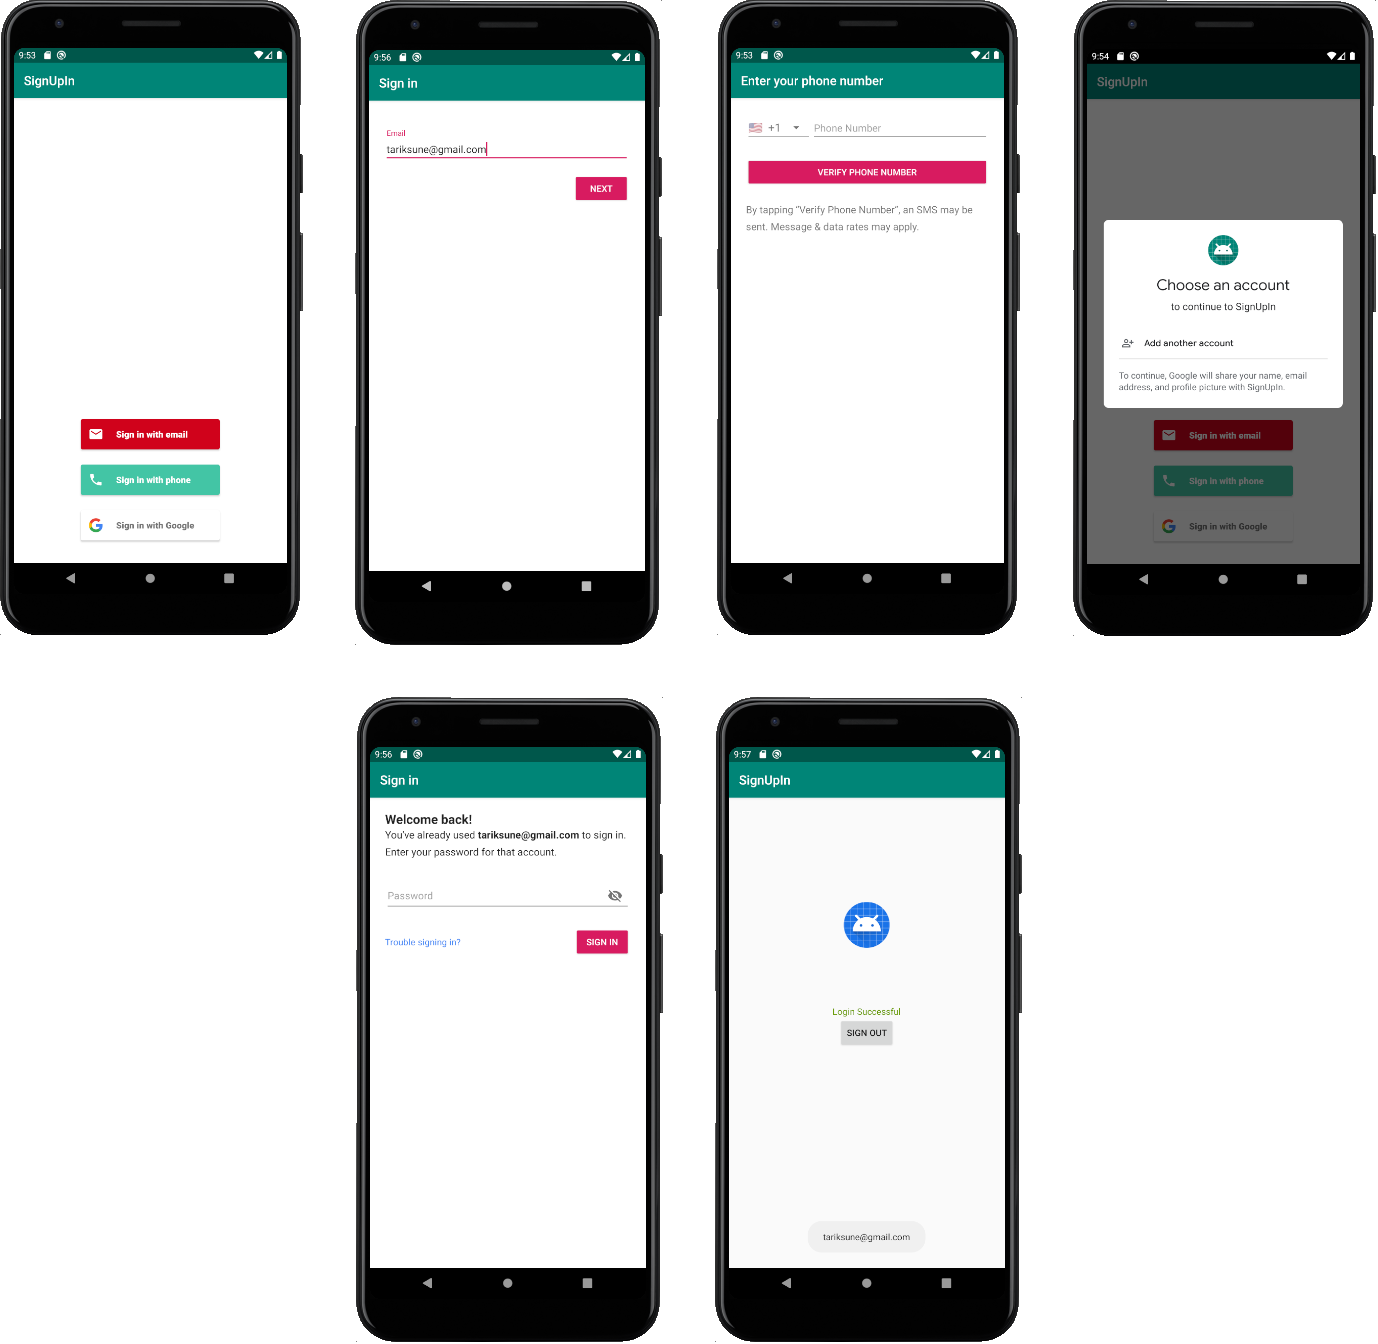 9:53
SignUpIn
Sign in with email
Sign in with phone
Sign in with Google
9:56
Sign in
Email
tariksune@gmail.com
NEXT
9:53
Enter your phone number
+1
Phone Number
VERIFY PHONE NUMBER
By tapping “Verify Phone Number”, an SMS may be
sent. Message & data rates may apply.
9:54
SignUpIn
Choose an account
to continue to SignUpIn
Add another account
To continue, Google will share your name, email
address, and profile picture with SignUpIn.
Sign in with email
Sign in with phone
Sign in with Google
9:56
Sign in
Welcome back!
You've already used tariksune@gmail.com to sign in.
Enter your password for that account.
Password
Trouble signing in?
SIGN IN
9:57
SignUpIn
Login Successful
SIGN OUT
tariksune@gmail.com